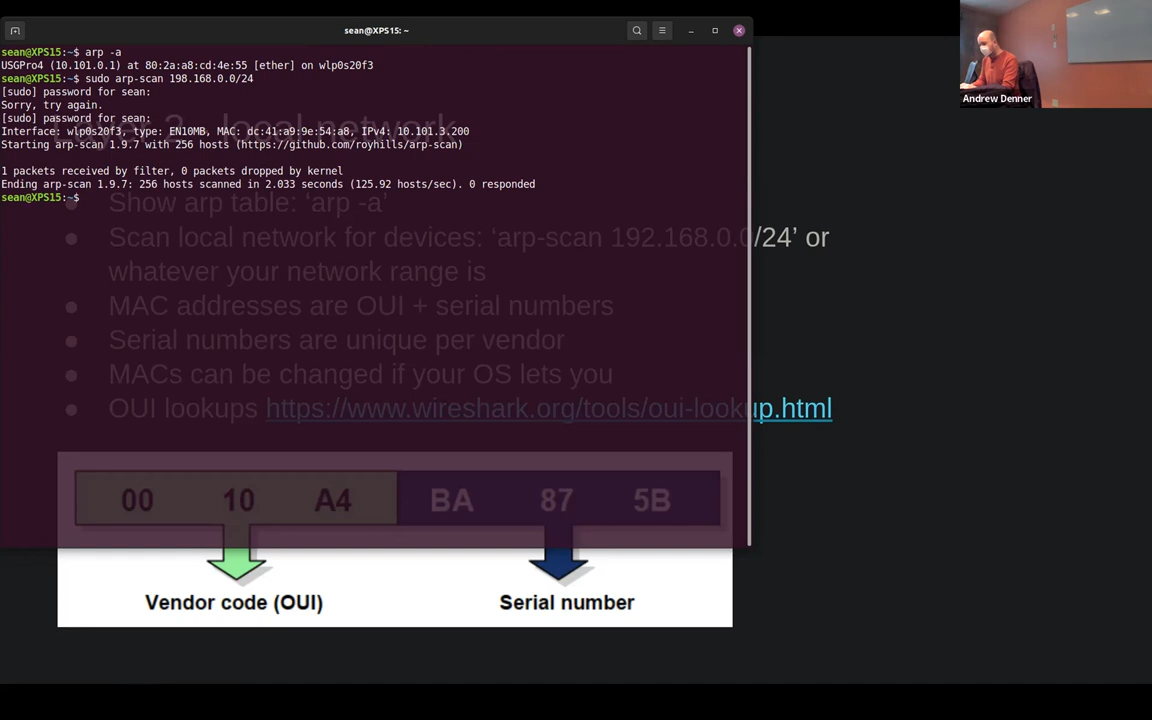 sean@XPS15: ~
sean@XPS15:~$ arp -a
USGPro4 (10.101.0.1) at 80:2a:a8:cd:4e:55 [ether] on wlp0s20f3
sean@XPS15:~$ sudo arp-scan 198.168.0.0/24
[sudo] password for sean:
Sorry, try again.
[sudo] password for sean:
Interface: wlp0s20f3, type: EN10MB, MAC: dc:41:a9:9e:54:a8, IPv4: 10.101.3.200
Starting arp-scan 1.9.7 with 256 hosts (https://github.com/royhills/arp-scan)
1 packets received by filter, 0 packets dropped by kernel
Ending arp-scan 1.9.7: 256 hosts scanned in 2.033 seconds (125.92 hosts/sec). 0 responded
sean@XPS15:~$
Andrew Denner
Layer 2 - local network
● Show arp table: ‘arp -a’
● Scan local network for devices: ‘arp-scan 192.168.0.0/24’ or
whatever your network range is
● MAC addresses are OUI + serial numbers
● Serial numbers are unique per vendor
● MACs can be changed if your OS lets you
● OUI lookups https://www.wireshark.org/tools/oui-lookup.html
00 10 A4 BA 87 5B
Vendor code (OUI) Serial number